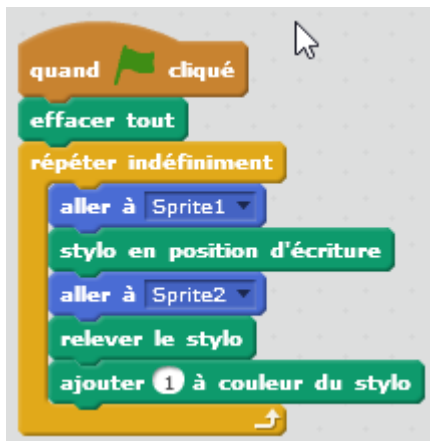 quand cliqué
effacer tout
répéter indéfiniment
aller à Sprite1
stylo en position d'écriture
aller à Sprite2
relever le stylo
ajouter 1 à couleur du stylo